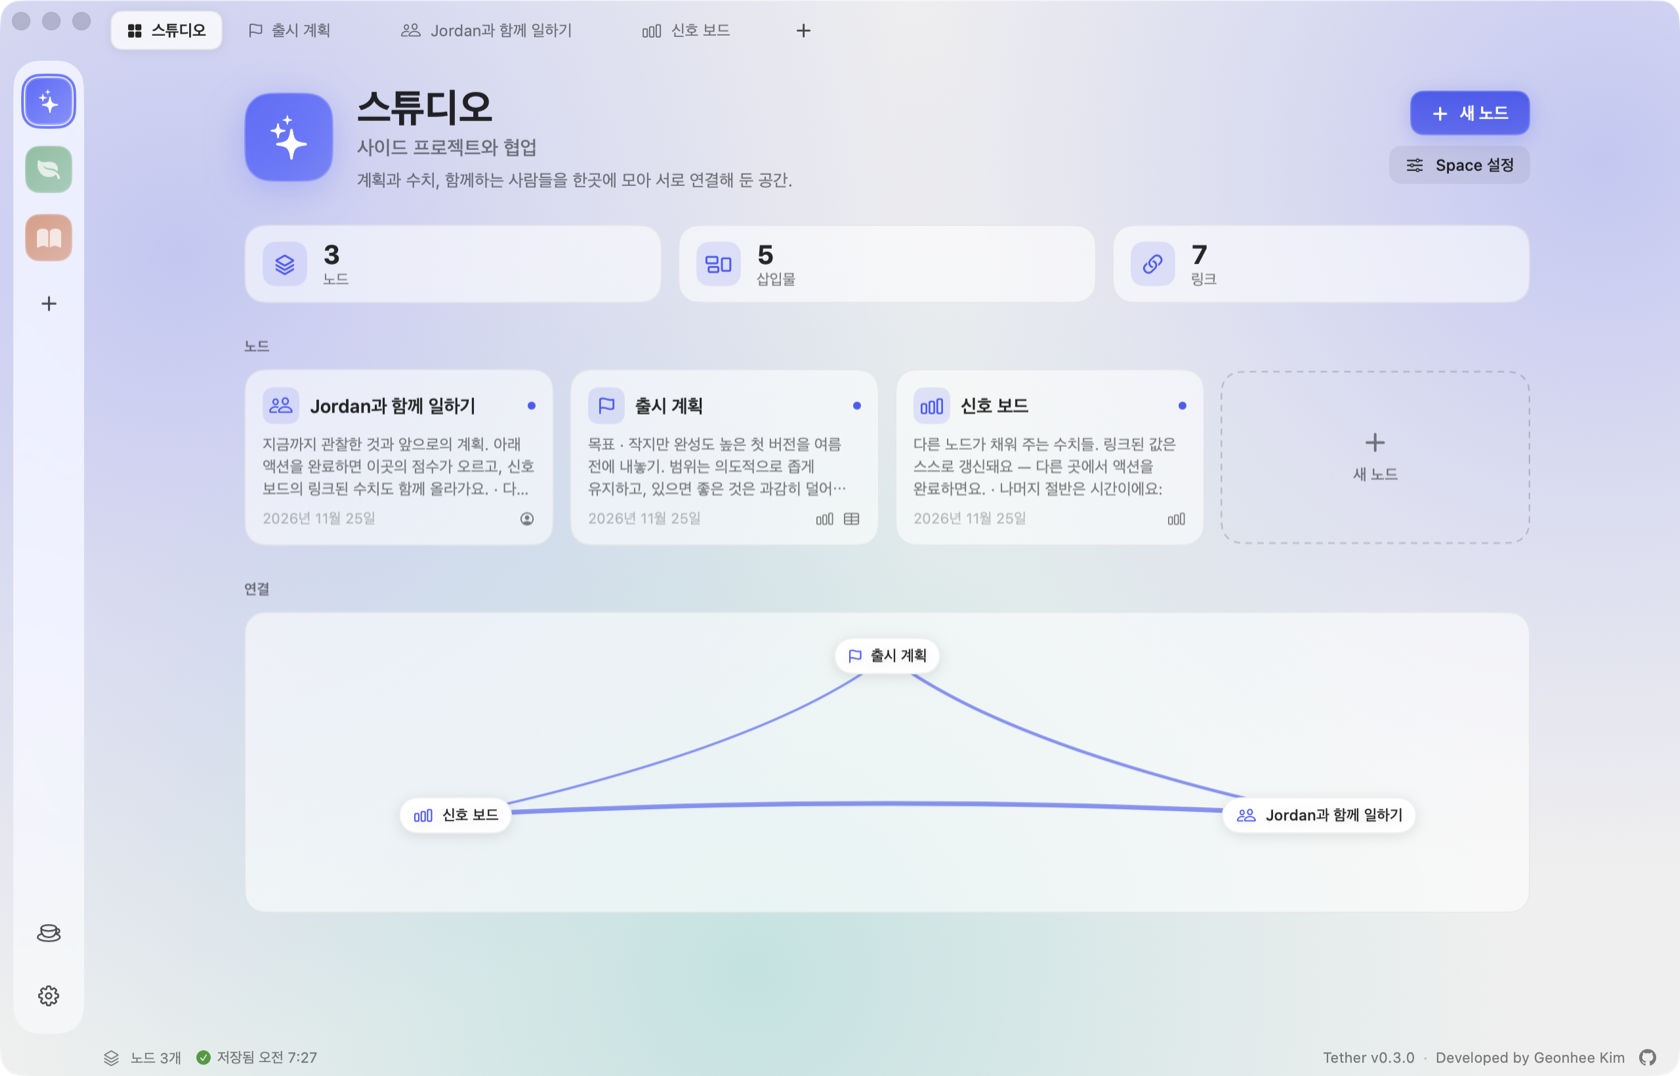 스튜디오
출시 계획
Jordan과 함께 일하기
신호 보드
스튜디오
사이드 프로젝트와 협업
계획과 수치, 함께하는 사람들을 한곳에 모아 서로 연결해 둔 공간.
새 노드
Space 설정
3
노드
5
삽입물
7
링크
노드
Jordan과 함께 일하기
지금까지 관찰한 것과 앞으로의 계획. 아래
액션을 완료하면 이곳의 점수가 오르고, 신호
보드의 링크된 수치도 함께 올라가요. · 다...
2026년 11월 25일
출시 계획
목표 · 작지만 완성도 높은 첫 버전을 여름
전에 내놓기. 범위는 의도적으로 좁게
유지하고, 있으면 좋은 것은 과감히 덜어…
2026년 11월 25일
신호 보드
다른 노드가 채워 주는 수치들. 링크된 값은
스스로 갱신돼요 — 다른 곳에서 액션을
완료하면요. · 나머지 절반은 시간이에요:
2026년 11월 25일
새 노드
연결
출시 계획
신호 보드
Jordan과 함께 일하기
노드 3개
저장됨 오전 7:27
Tether v0.3.0 · Developed by Geonhee Kim